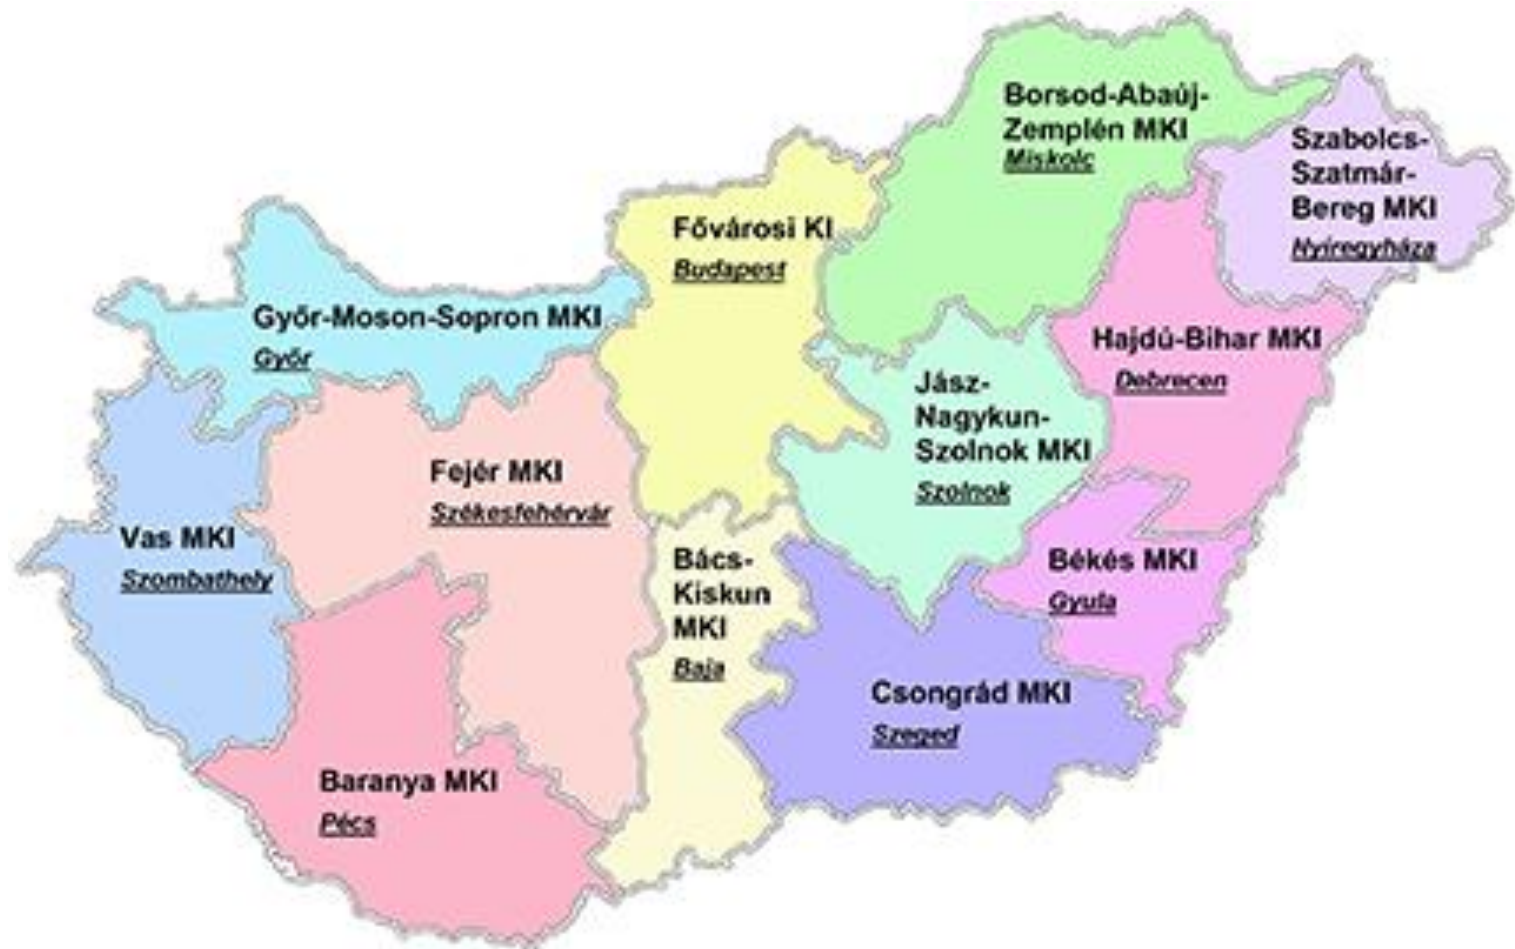 Borsod-Abaúj-
Zemplén MKI
Miskolc
Szabolcs-
Szatmár-
Bereg MKI
Nyíregyháza
Fővárosi KI
Budapest
Győr-Moson-Sopron MKI
Győr
Hajdú-Bihar MKI
Debrecen
Jász-
Nagykun-
Szolnok MKI
Szolnok
Fejér MKI
Székesfehérvár
Vas MKI
Szombathely
Bács-
Kiskun
MKI
Baja
Békés MKI
Gyula
Csongrád MKI
Szeged
Baranya MKI
Pécs